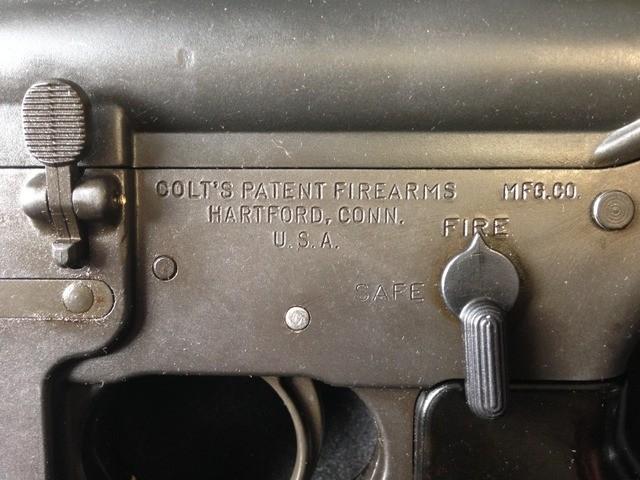 COLT'S PATENT FIREARMS MFG.CO.
HARTFORD, CONN.
U.S.A.
FIRE
SAFE